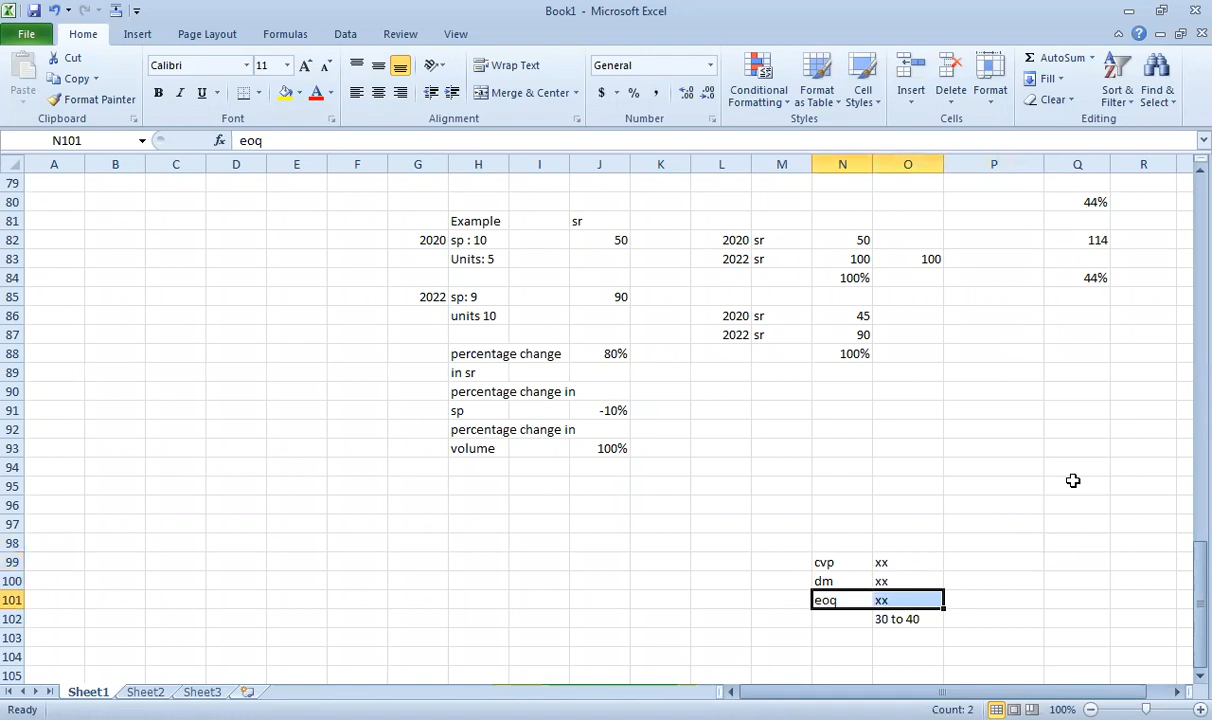 Book1 - Microsoft Excel
File Home Insert Page Layout Formulas Data Review View
Paste
Cut
Copy
Format Painter
Clipboard
Calibri 11
B I U
Font
Wrap Text
Merge & Center
Alignment
General
$ % ,
Number
Conditional Formatting
Format as Table
Cell Styles
Styles
Insert Delete Format
Cells
Σ AutoSum
Fill
Clear
Sort & Filter
Find & Select
Editing
N101 fx eoq
A B C D E F G H I J K L M N O P Q R
79
80 44%
81 Example sr
82 2020 sp : 10 50 2020 sr 50 114
83 Units: 5 2022 sr 100 100
84 100% 44%
85 2022 sp: 9 90
86 units 10 2020 sr 45
87 2022 sr 90
88 percentage change 80% 100%
89 in sr
90 percentage change in
91 sp -10%
92 percentage change in
93 volume 100%
94
95
96
97
98
99 cvp xx
100 dm xx
101 eoq xx
102 30 to 40
103
104
105
Sheet1 Sheet2 Sheet3
Ready Count: 2 100%